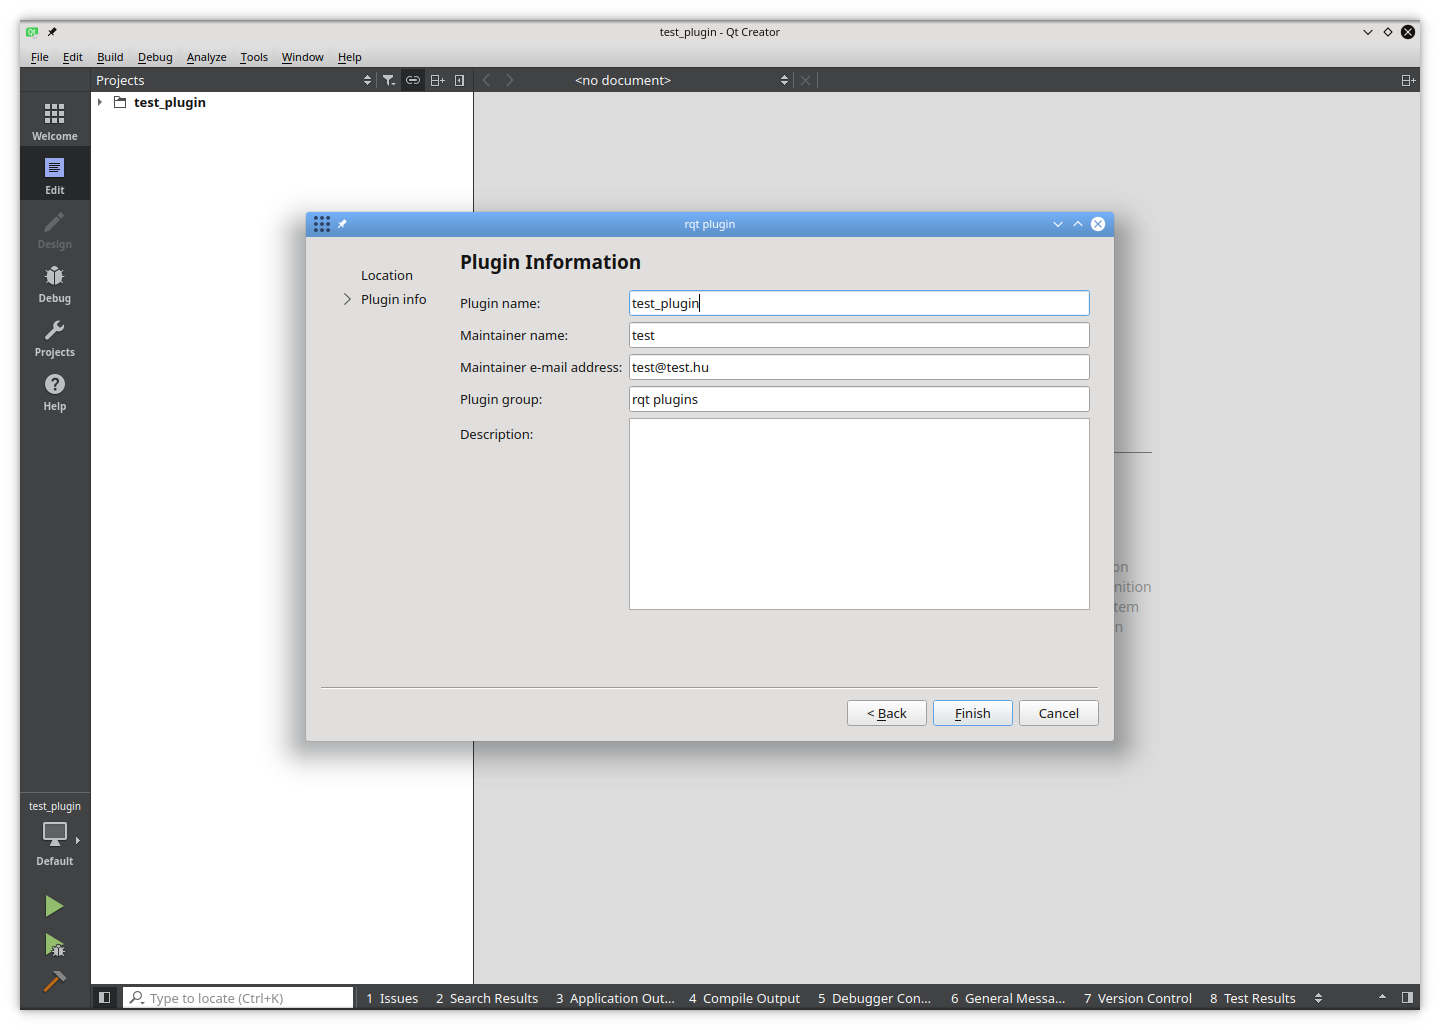 test_plugin - Qt Creator
File Edit Build Debug Analyze Tools Window Help
Projects
<no document>
test_plugin
Welcome
Edit
Design
Debug
Projects
Help
rqt plugin
Location
Plugin info
Plugin Information
Plugin name: test_plugin
Maintainer name: test
Maintainer e-mail address: test@test.hu
Plugin group: rqt plugins
Description:
on
nition
tem
n
< Back Finish Cancel
test_plugin
Default
Type to locate (Ctrl+K) 1 Issues 2 Search Results 3 Application Out... 4 Compile Output 5 Debugger Con... 6 General Messa... 7 Version Control 8 Test Results